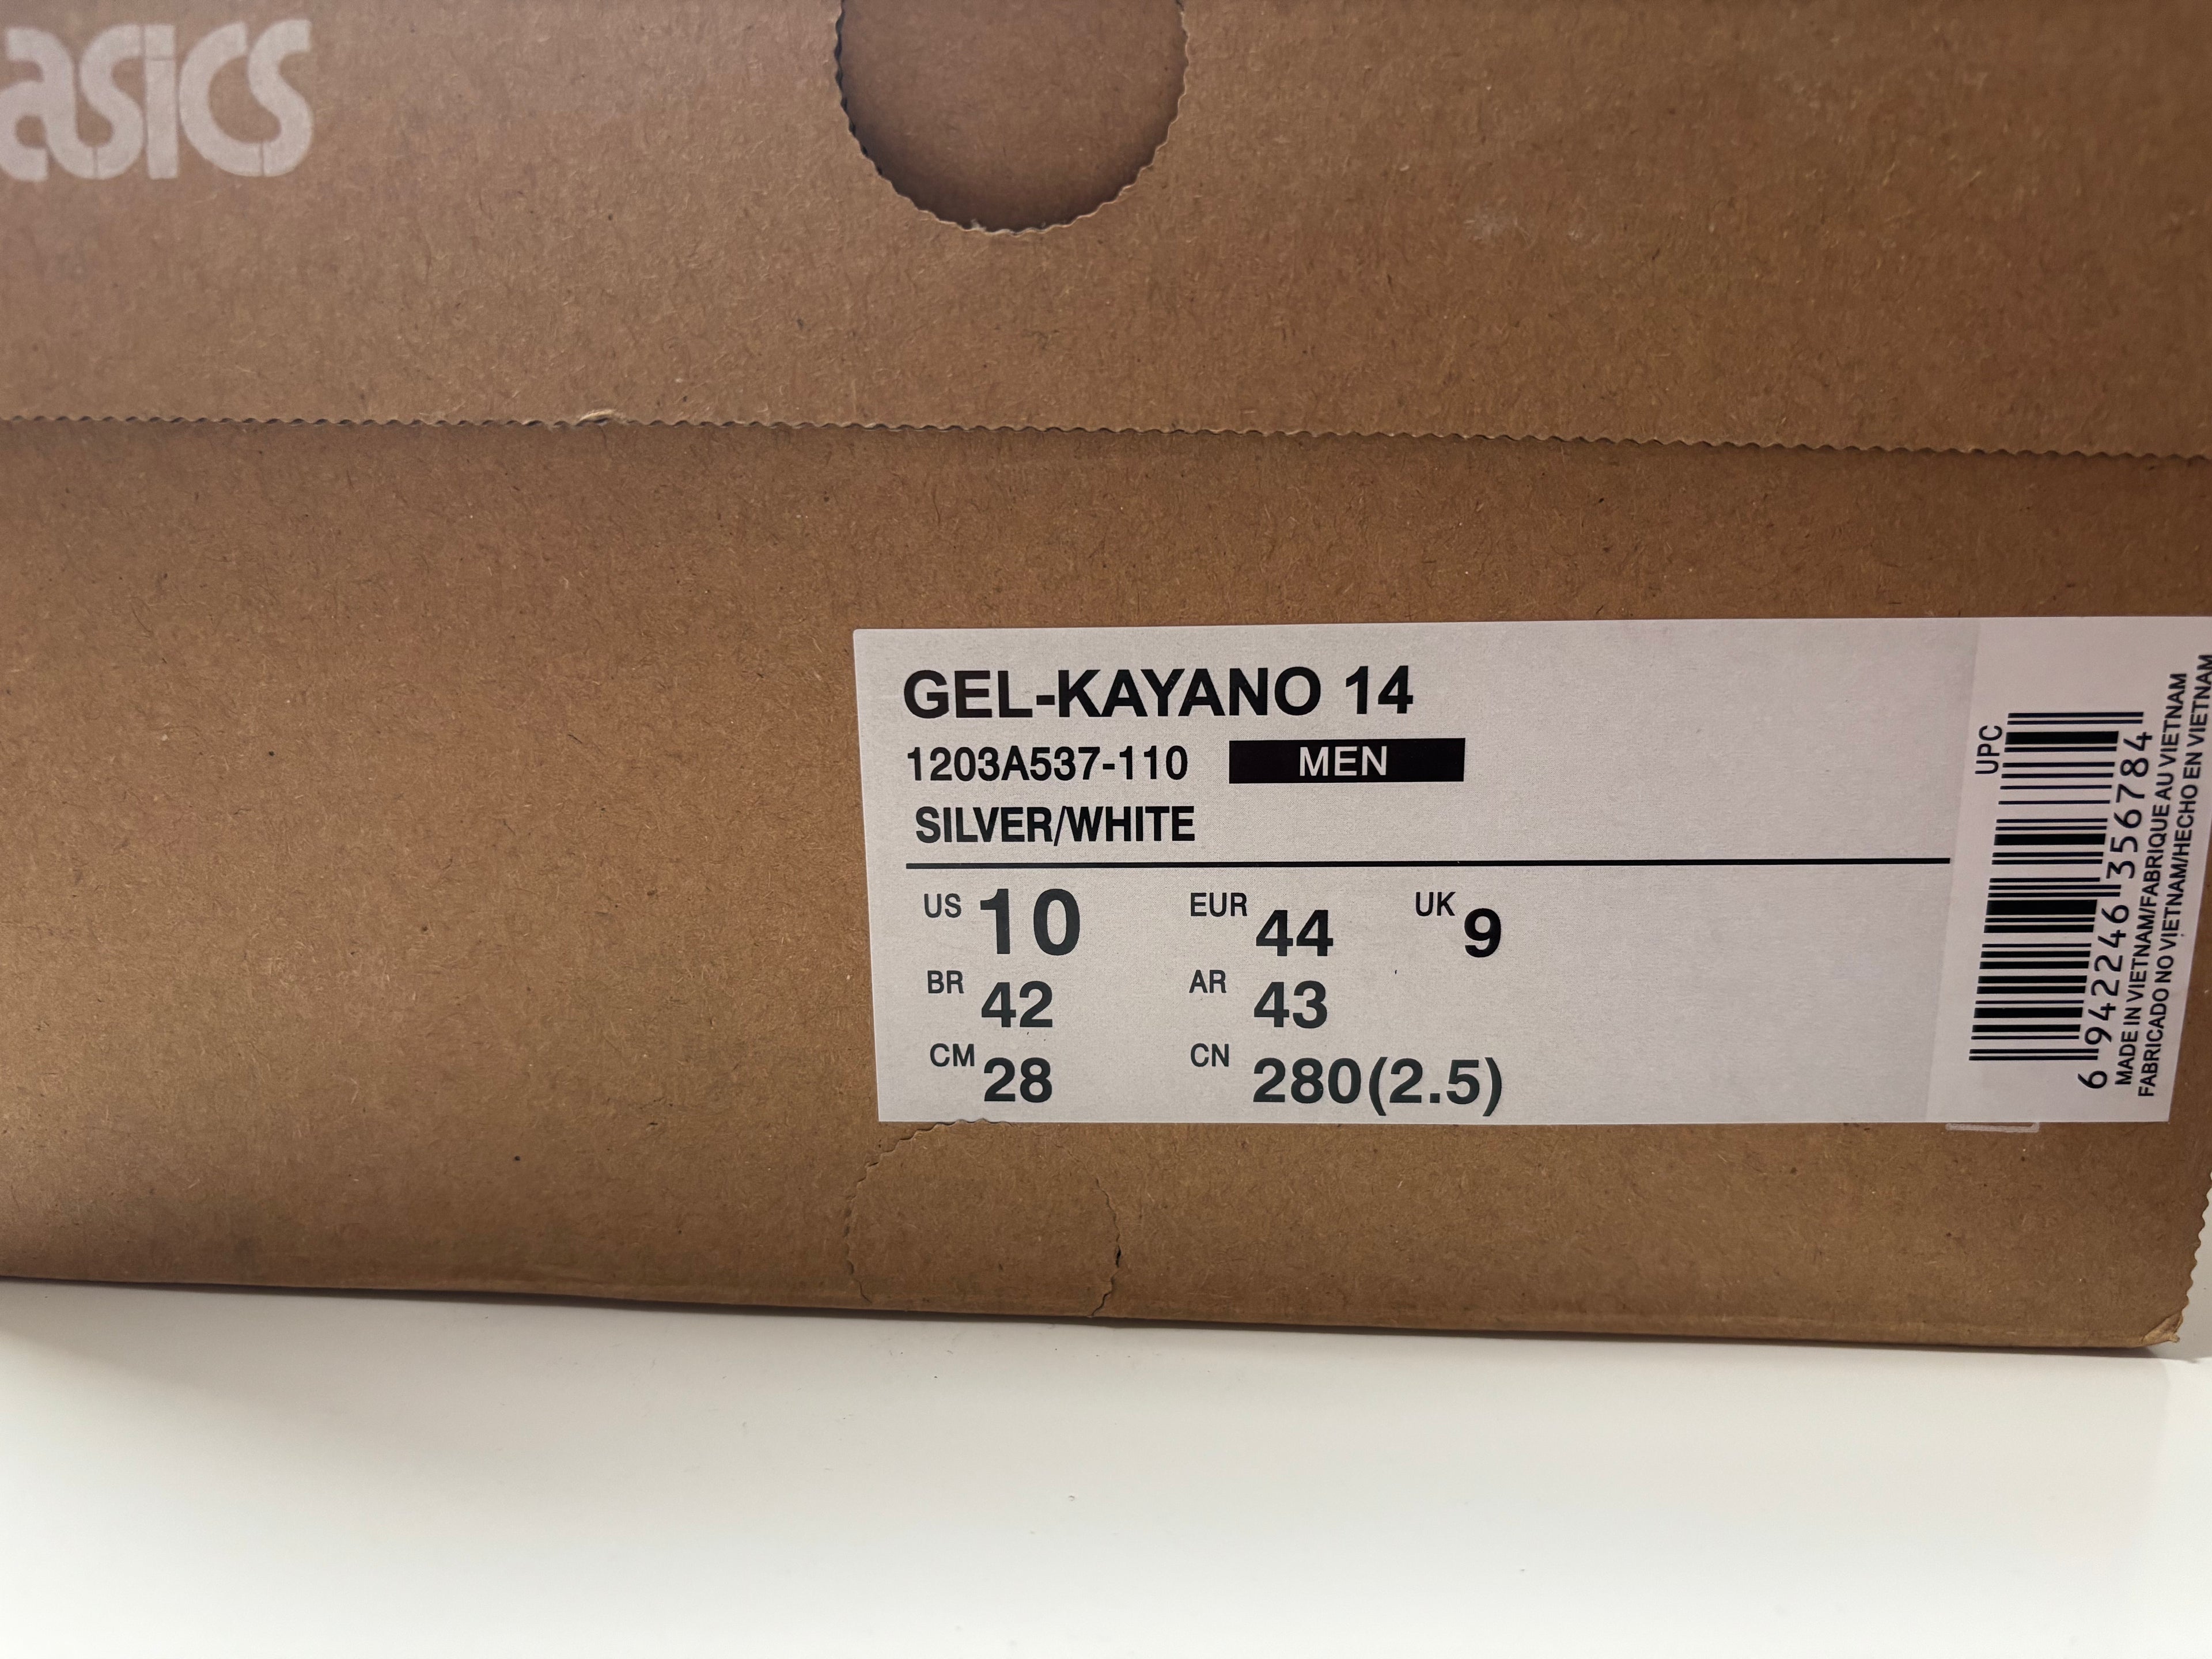 asics
GEL-KAYANO 14
1203A537-110 MEN
SILVER/WHITE
US 10 EUR 44 UK 9
BR 42 AR 43
CM 28 CN 280(2.5)
UPC
6 942246 356784
MADE IN VIETNAM/FABRIQUE AU VIETNAM
FABRICADO NO VIETNAM/HECHO EN VIETNAM